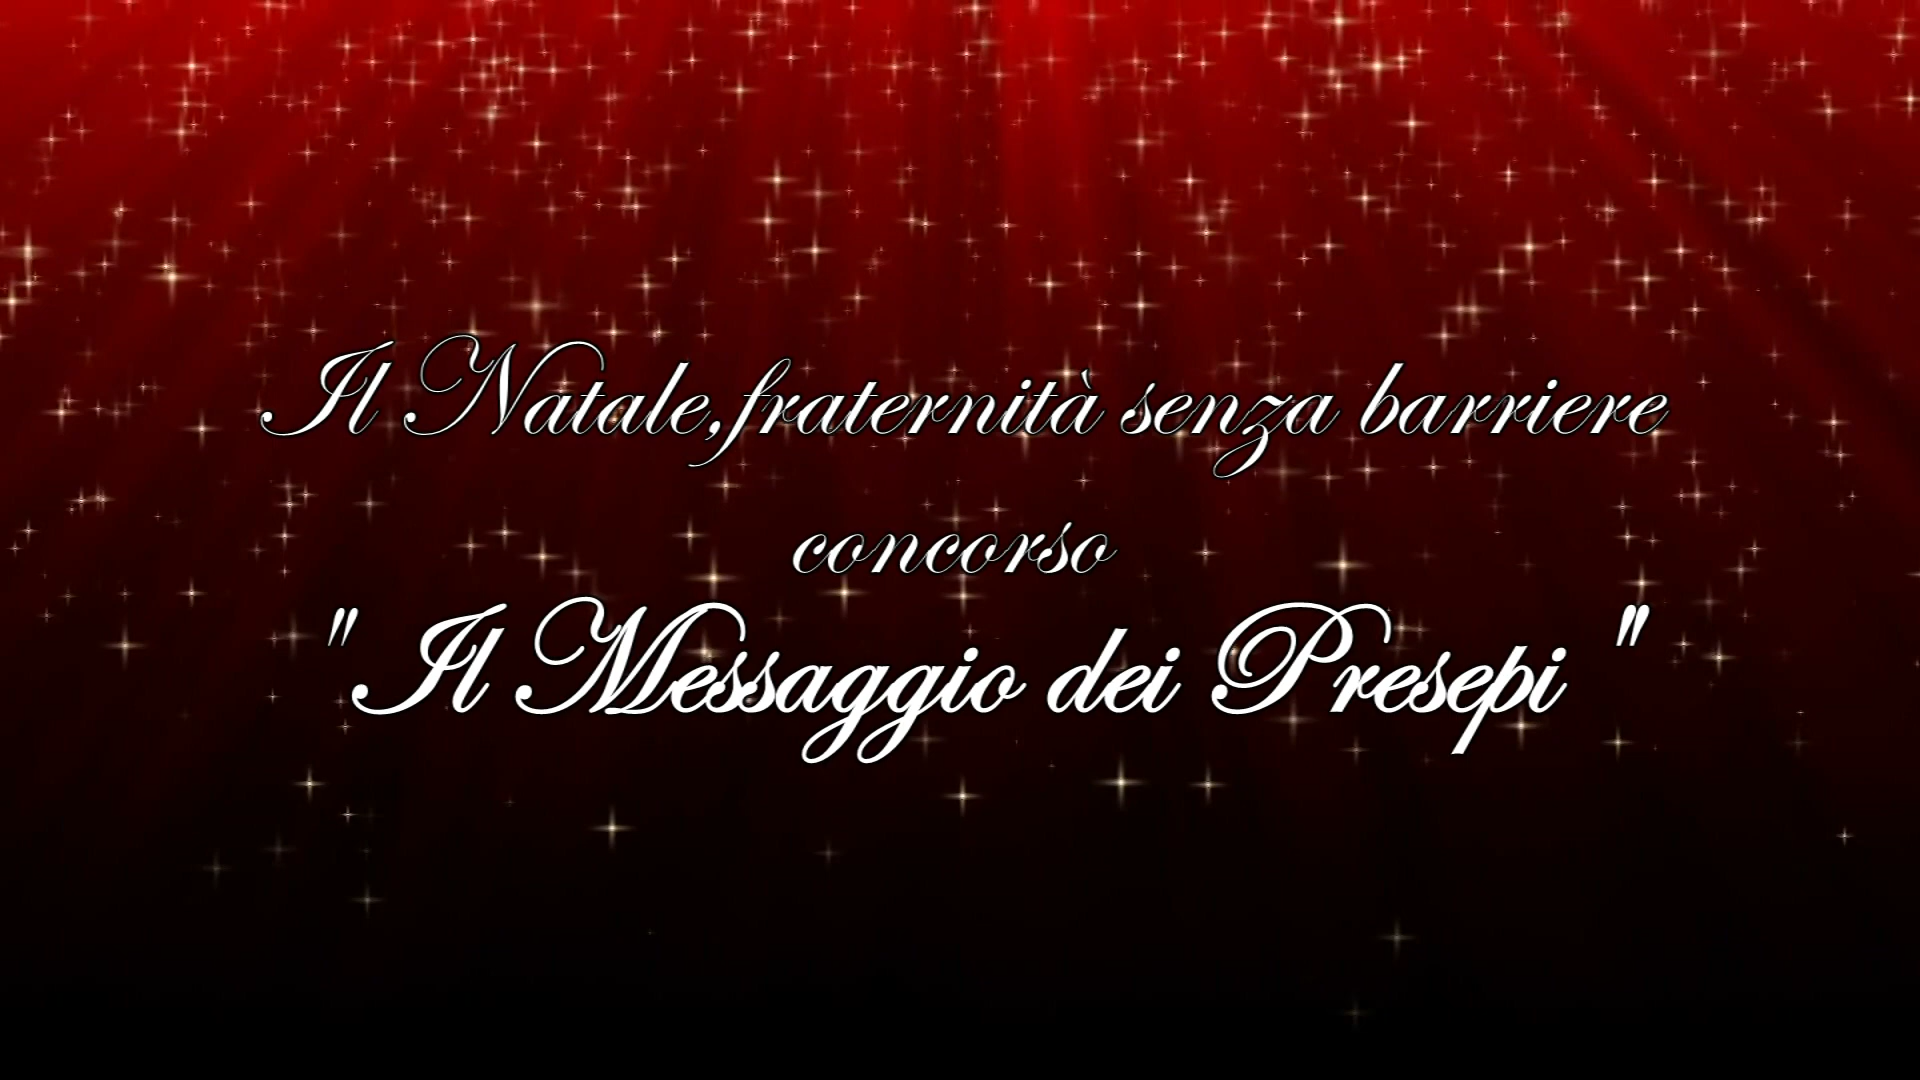 Il Natale,fraternità senza barriere
concorso
" Il Messaggio dei Presepi "